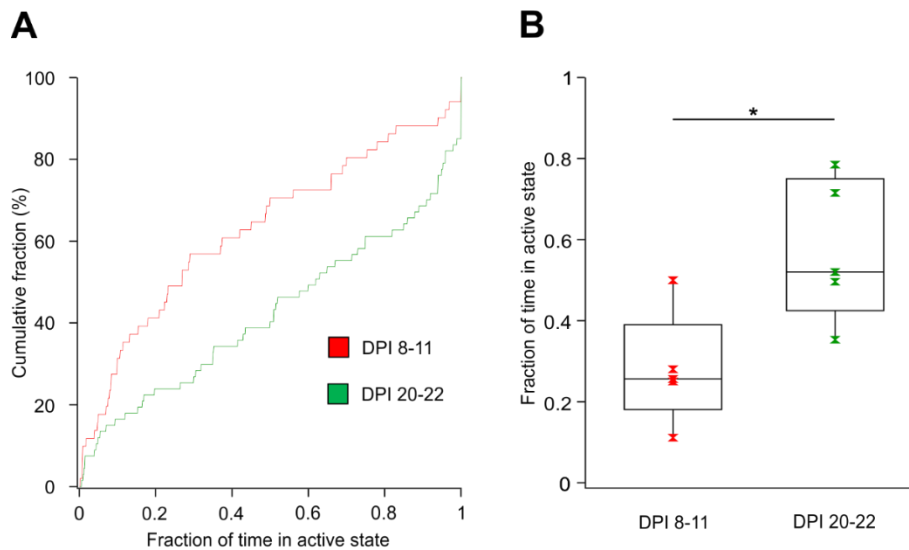 A
B
100
80
60
40
20
0
Cumulative fraction (%)
DPI 8-11
DPI 20-22
0
0.2
0.4
0.6
0.8
1
Fraction of time in active state
1
0.8
0.6
0.4
0.2
0
Fraction of time in active state
*
DPI 8-11
DPI 20-22